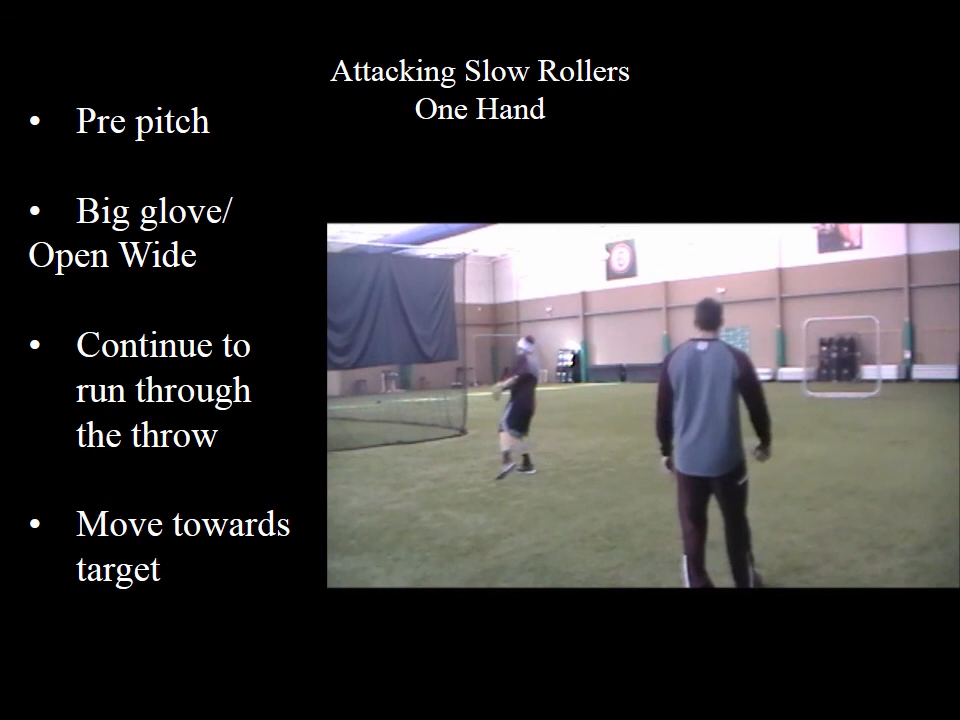 Attacking Slow Rollers
One Hand
• Pre pitch
• Big glove/
Open Wide
• Continue to
run through
the throw
• Move towards
target